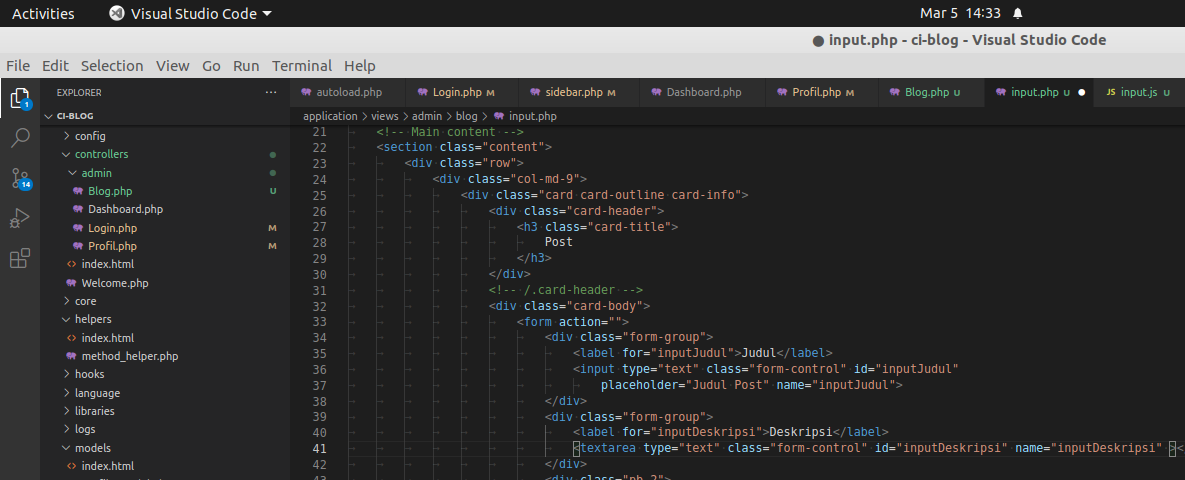 Activities Visual Studio Code Mar 5 14:33
input.php - ci-blog - Visual Studio Code
File Edit Selection View Go Run Terminal Help
1
14
EXPLORER ...
CI-BLOG
config
controllers
admin
Blog.php U
Dashboard.php
Login.php M
Profil.php M
index.html
Welcome.php
core
helpers
index.html
method_helper.php
hooks
language
libraries
logs
models
index.html
autoload.php Login.php M sidebar.php M Dashboard.php Profil.php M Blog.php U input.php U JS input.js U
application > views > admin > blog > input.php
21 <!-- Main content -->
22 <section class="content">
23 <div class="row">
24 <div class="col-md-9">
25 <div class="card card-outline card-info">
26 <div class="card-header">
27 <h3 class="card-title">
28 Post
29 </h3>
30 </div>
31 <!-- /.card-header -->
32 <div class="card-body">
33 <form action="">
34 <div class="form-group">
35 <label for="inputJudul">Judul</label>
36 <input type="text" class="form-control" id="inputJudul"
37 placeholder="Judul Post" name="inputJudul">
38 </div>
39 <div class="form-group">
40 <label for="inputDeskripsi">Deskripsi</label>
41 <textarea type="text" class="form-control" id="inputDeskripsi" name="inputDeskripsi" ><
42 </div>